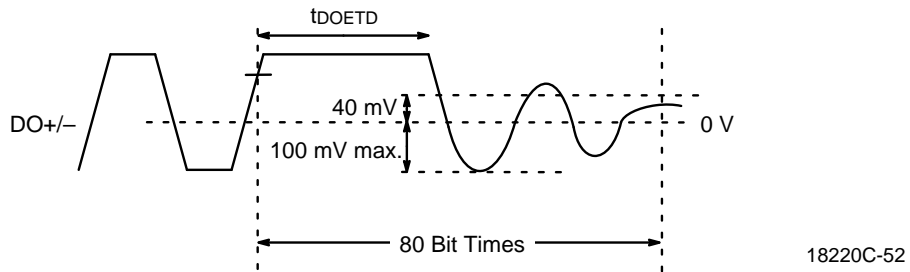 tDOETD
40 mV
DO+/–
0 V
100 mV max.
80 Bit Times
18220C-52